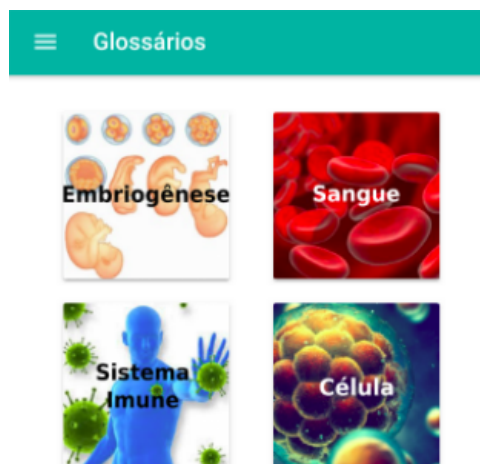 Glossários
Embriogênese
Sangue
Sistema
Imune
Célula